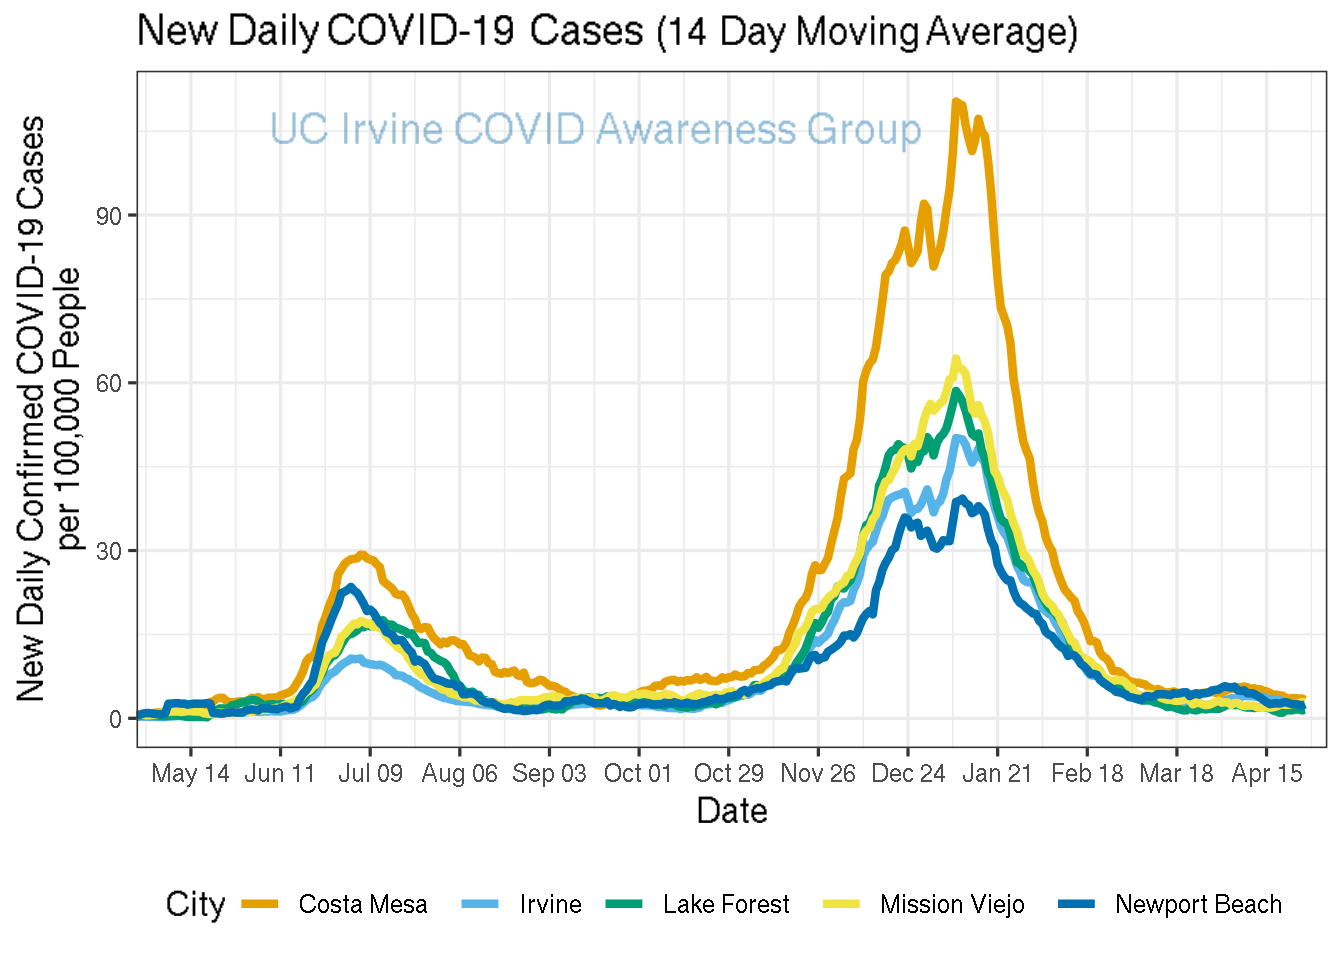 New Daily COVID-19 Cases (14 Day Moving Average)
UC Irvine COVID Awareness Group
New Daily Confirmed COVID-19 Cases
per 100,000 People
90
60
30
0
May 14 Jun 11 Jul 09 Aug 06 Sep 03 Oct 01 Oct 29 Nov 26 Dec 24 Jan 21 Feb 18 Mar 18 Apr 15
Date
City Costa Mesa Irvine Lake Forest Mission Viejo Newport Beach